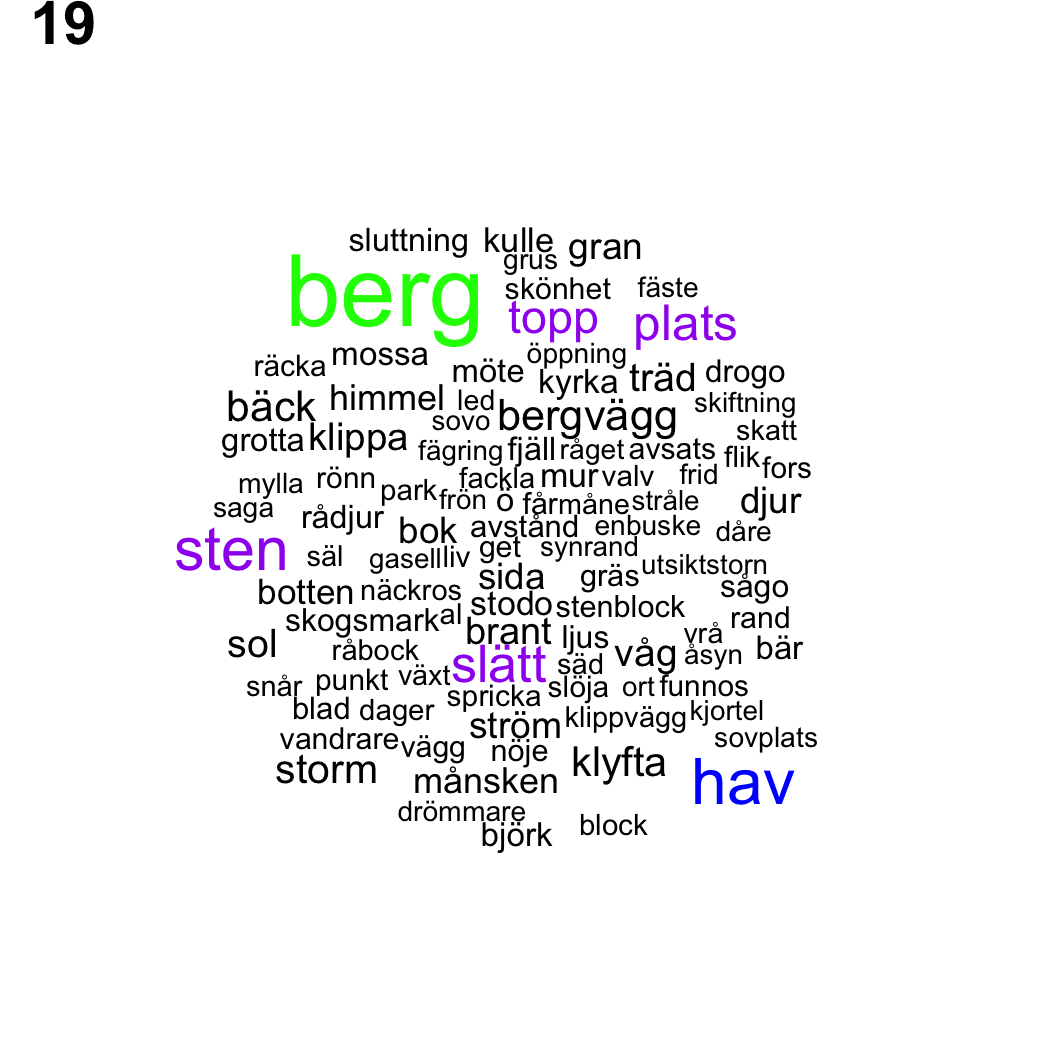 19
sluttning kulle gran
grus
berg skönhet fäste
topp plats
räcka mossa möte öppning
kyrka träd drogo
bäck himmel led skiftning
sovo bergvägg skatt
grotta klippa fägring fjäll råget avsats flik fors
mylla rönn park fackla mur valv frid
saga frön ö fårmåne stråle djur
rådjur bok avstånd enbuske dåre
sten säl gasell liv get synrand utsiktstorn
botten näckros sida gräs sågo
skogsmark al stodo stenblock rand
sol råbock brant ljus våg vrå åsyn bär
snår punkt växt slätt säd slöja ort funnos
blad dager spricka ström klippvägg kjortel
vandrare vägg nöje sovplats
storm månsken klyfta hav
drömmare björk block